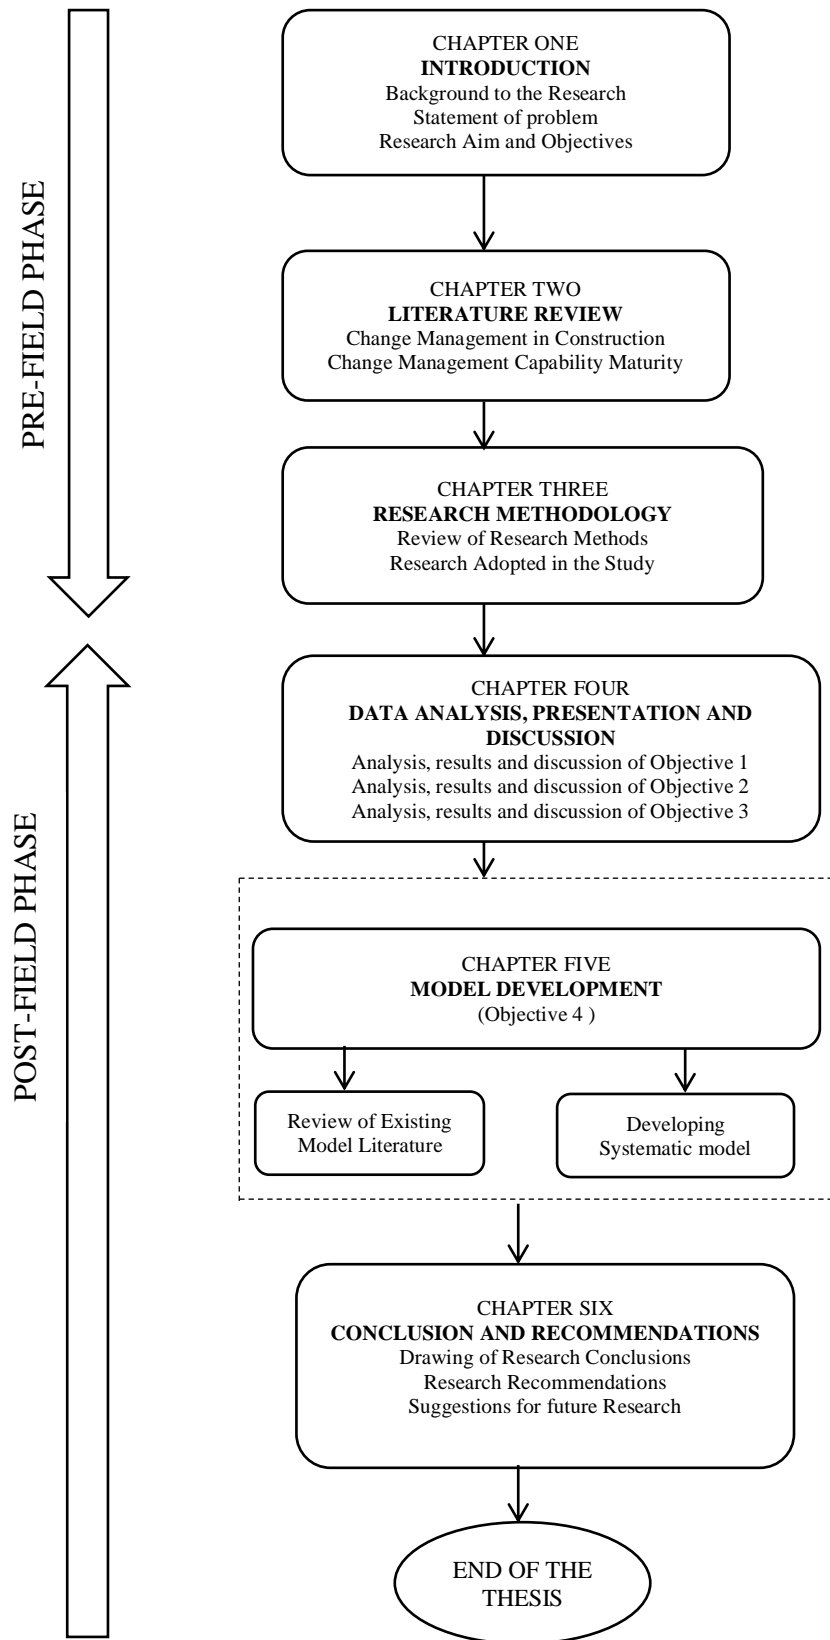 PRE-FIELD PHASE
CHAPTER ONE
INTRODUCTION
Background to the Research
Statement of problem
Research Aim and Objectives
CHAPTER TWO
LITERATURE REVIEW
Change Management in Construction
Change Management Capability Maturity
CHAPTER THREE
RESEARCH METHODOLOGY
Review of Research Methods
Research Adopted in the Study
POST-FIELD PHASE
CHAPTER FOUR
DATA ANALYSIS, PRESENTATION AND
DISCUSSION
Analysis, results and discussion of Objective 1
Analysis, results and discussion of Objective 2
Analysis, results and discussion of Objective 3
CHAPTER FIVE
MODEL DEVELOPMENT
(Objective 4 )
Review of Existing
Model Literature
Developing
Systematic model
CHAPTER SIX
CONCLUSION AND RECOMMENDATIONS
Drawing of Research Conclusions
Research Recommendations
Suggestions for future Research
END OF THE
THESIS